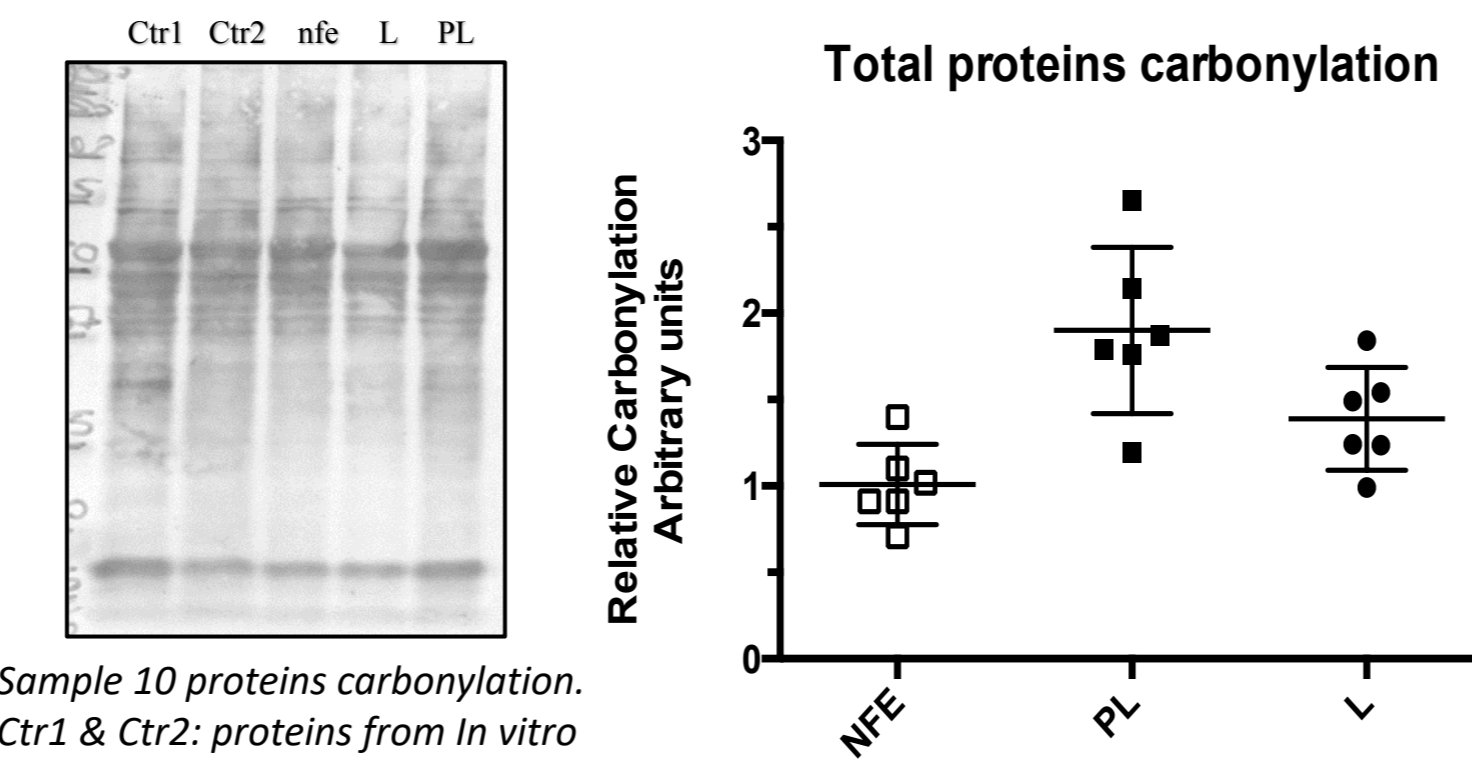 Ctr1 Ctr2 nfe L PL
Sample 10 proteins carbonylation.
Ctr1 & Ctr2: proteins from In vitro
Total proteins carbonylation
Relative Carbonylation
Arbitrary units
3
2
1
0
NFE
PL
L